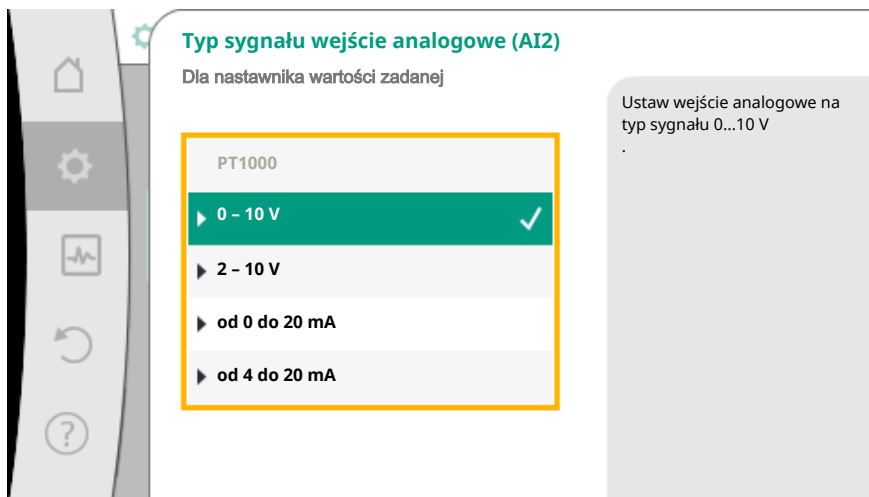 Typ sygnału wejście analogowe (AI2)
Dla nastawnika wartości zadanej
PT1000
0 – 10 V
2 – 10 V
od 0 do 20 mA
od 4 do 20 mA
Ustaw wejście analogowe na
typ sygnału 0...10 V
.
?